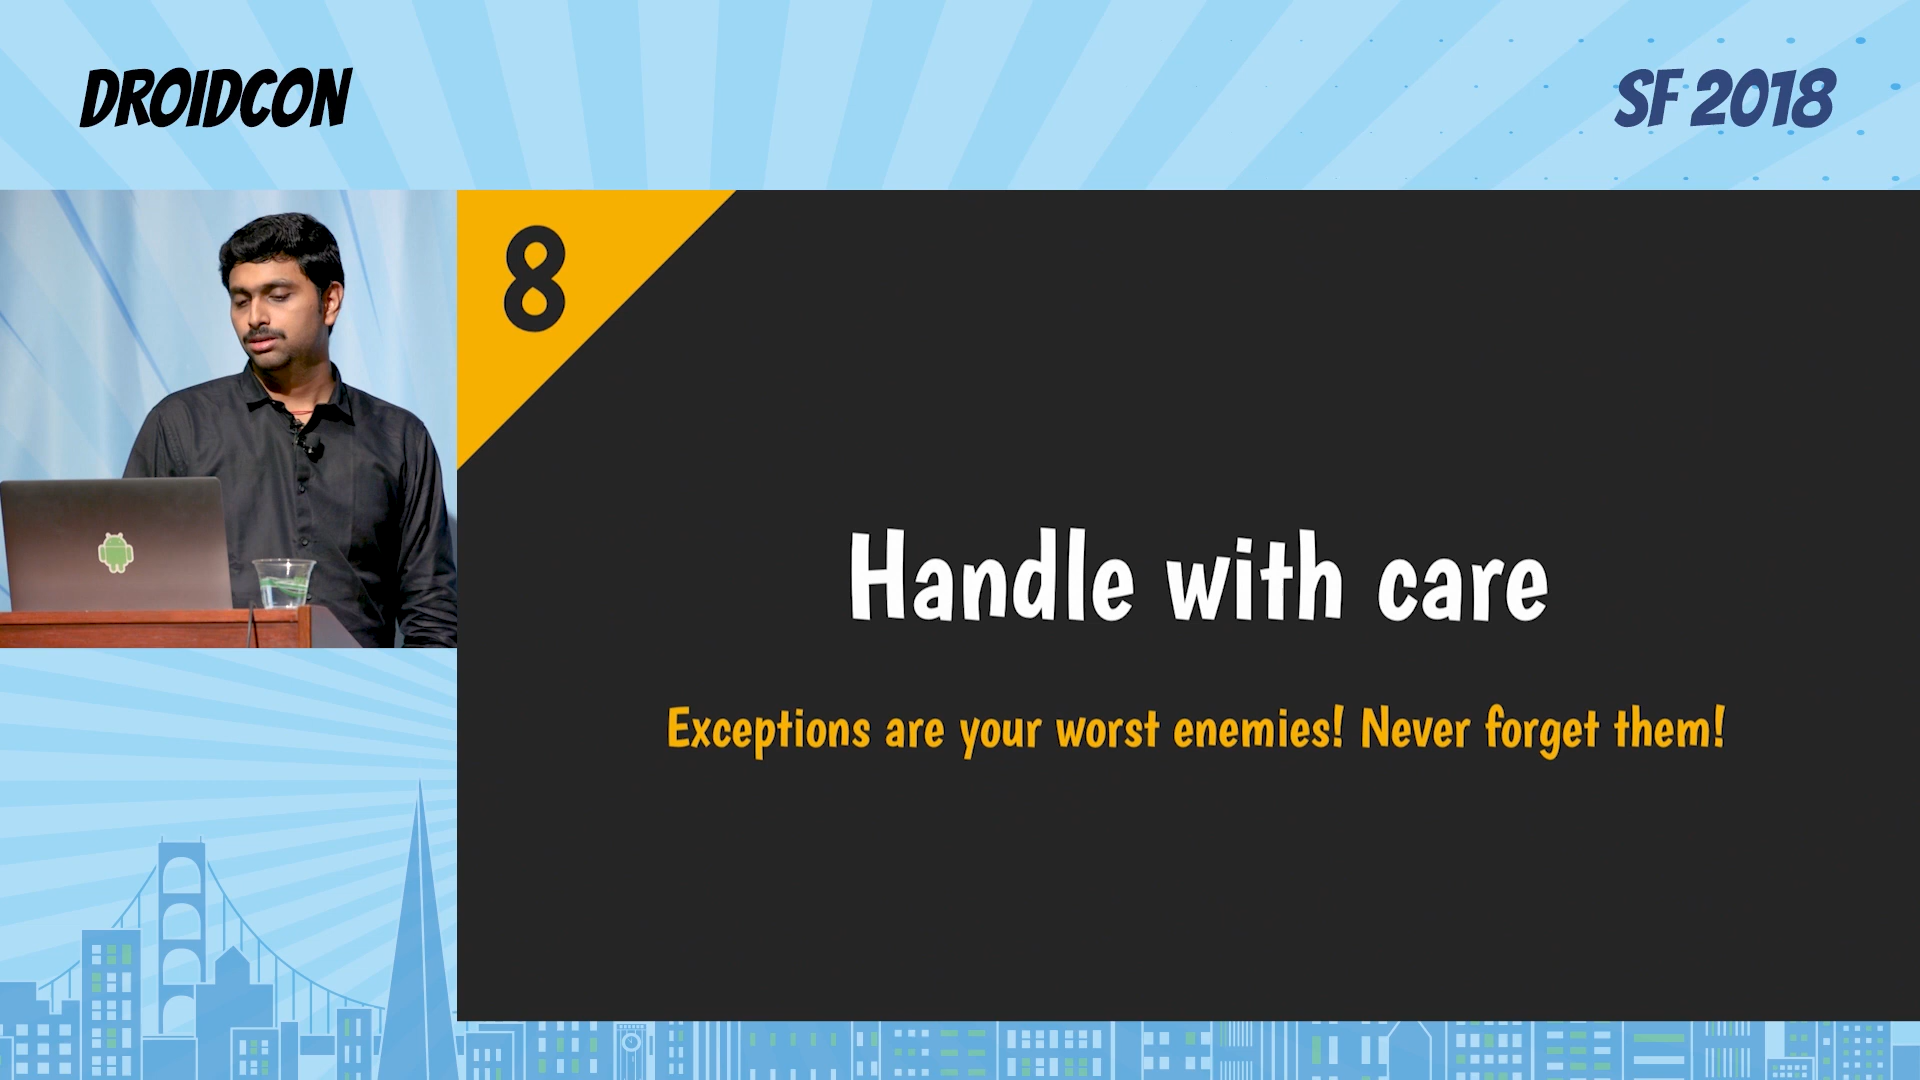 DROIDCON
SF 2018
8
Handle with care
Exceptions are your worst enemies! Never forget them!